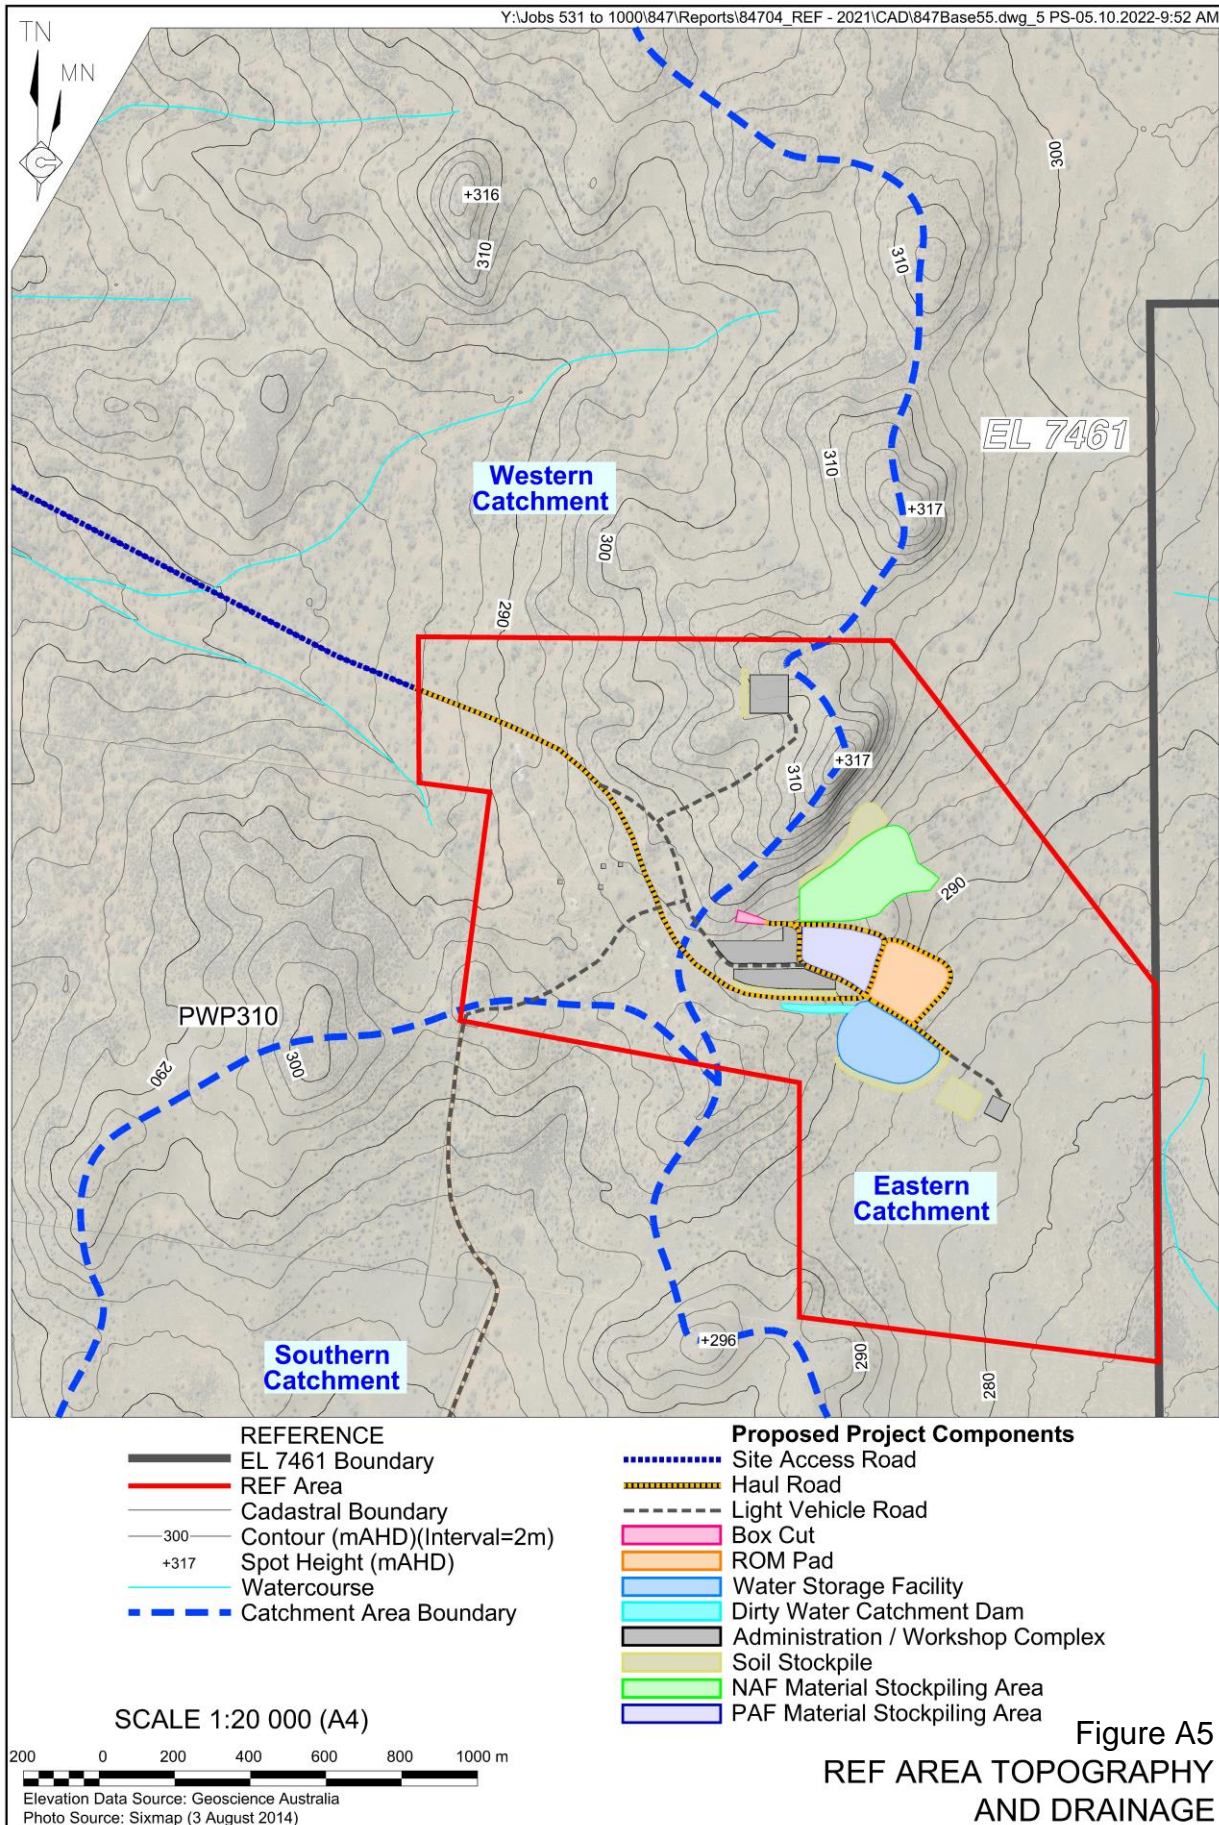 Y:\Jobs 531 to 1000\847\Reports\84704_REF - 2021\CAD\847Base55.dwg_5 PS-05.10.2022-9:52 AM
TN
MN
300
+316
310
310
EL 7461
310
Western
Catchment
+317
300
290
+317
310
290
PWP310
300
290
Eastern
Catchment
+296
290
280
Southern
Catchment
REFERENCE
EL 7461 Boundary
REF Area
Cadastral Boundary
300 Contour (mAHD)(Interval=2m)
+317 Spot Height (mAHD)
Watercourse
Catchment Area Boundary
Proposed Project Components
Site Access Road
Haul Road
Light Vehicle Road
Box Cut
ROM Pad
Water Storage Facility
Dirty Water Catchment Dam
Administration / Workshop Complex
Soil Stockpile
NAF Material Stockpiling Area
PAF Material Stockpiling Area
SCALE 1:20 000 (A4)
200 0 200 400 600 800 1000 m
Elevation Data Source: Geoscience Australia
Photo Source: Sixmap (3 August 2014)
Figure A5
REF AREA TOPOGRAPHY
AND DRAINAGE